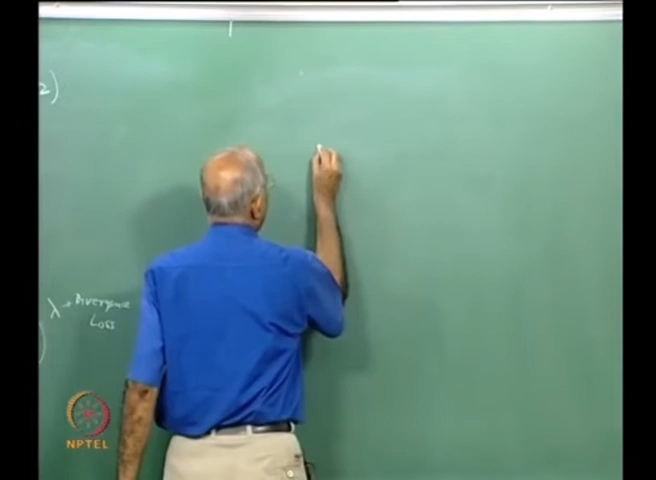 2)
λ → Divergence
Loss
)
NPTEL